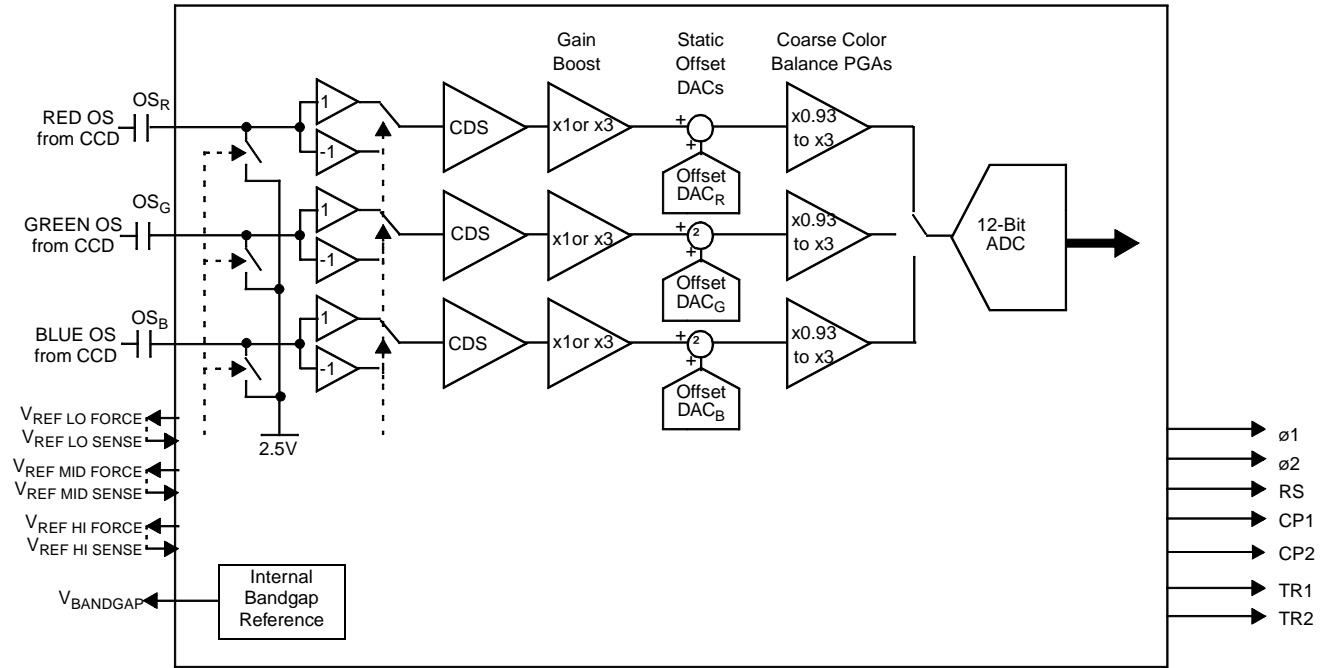 Gain
Boost
Static
Offset
DACs
Coarse Color
Balance PGAs
RED OS
from CCD
OSR
1
-1
CDS
x1or x3
+
+
Offset
DACR
x0.93
to x3
GREEN OS
from CCD
OSG
1
-1
CDS
x1or x3
+
2
+
Offset
DACG
x0.93
to x3
12-Bit
ADC
BLUE OS
from CCD
OSB
1
-1
CDS
x1or x3
+
2
+
Offset
DACB
x0.93
to x3
2.5V
VREF LO FORCE
VREF LO SENSE
VREF MID FORCE
VREF MID SENSE
VREF HI FORCE
VREF HI SENSE
VBANDGAP
Internal
Bandgap
Reference
ø1
ø2
RS
CP1
CP2
TR1
TR2